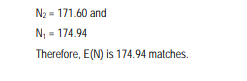 N₂ = 171.60 and
N₁ = 174.94
Therefore, E(N) is 174.94 matches.